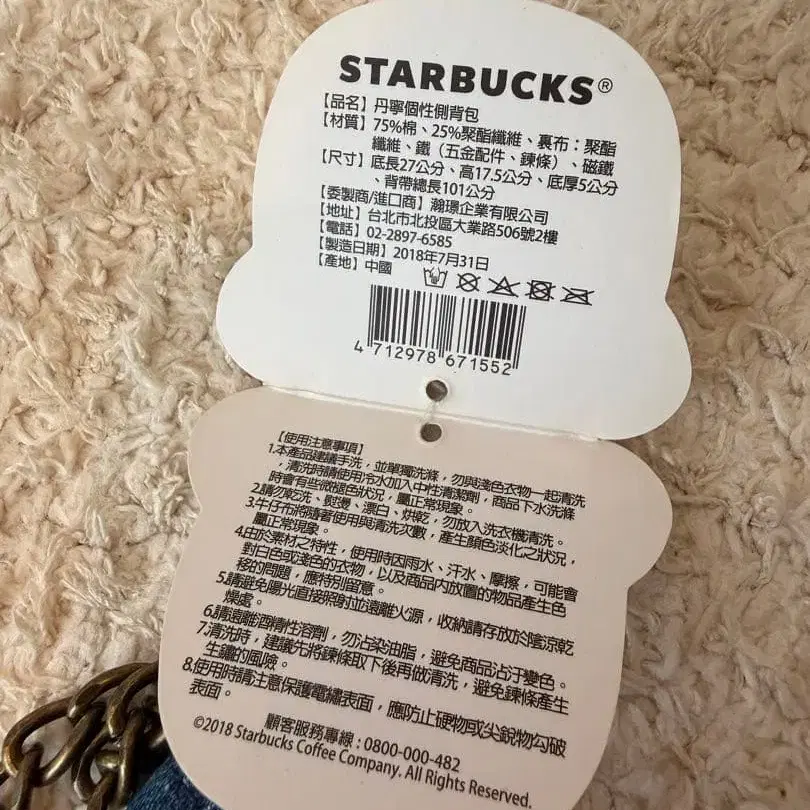 STARBUCKS®
【品名】丹寧個性側背包
【材質】75%棉、25%聚酯纖維、裏布：聚酯
纖維、鐵（五金配件、鍊條）、磁鐵
【尺寸】底長27公分、高17.5公分、底厚5公分
、背帶總長101公分
【委製商/進口商】瀚璟企業有限公司
【地址】台北市北投區大業路506號2樓
【電話】02-2897-6585
【製造日期】2018年7月31日
【產地】中國
4 712978 671552
【使用注意事項】
1.本產品建議手洗，並單獨洗滌，勿與淺色衣物一起清洗
，清洗時請使用冷水加入中性清潔劑，商品下水洗滌
時會有些微褪色狀況，屬正常現象。
2.請勿乾洗、熨燙、漂白、烘乾，勿放入洗衣機清洗。
3.牛仔布將隨著使用與清洗次數，產生顏色淡化之狀況，
屬正常現象。
4.由於素材之特性，使用時因雨水、汗水、摩擦，可能會
對白色或淺色的衣物，以及商品內放置的物品產生色
移的問題，應特別留意。
5.請避免陽光直接照射並遠離火源，收納請存放於陰涼乾
燥處。
6.請遠離酒精性溶劑，勿沾染油脂，避免商品沾汙變色。
7.清洗時，建議先將鍊條取下後再做清洗，避免鍊條產生
生鏽的風險。
8.使用時請注意保護電繡表面，應防止硬物或尖銳物勾破
表面。
顧客服務專線：0800-000-482
©2018 Starbucks Coffee Company. All Rights Reserved.